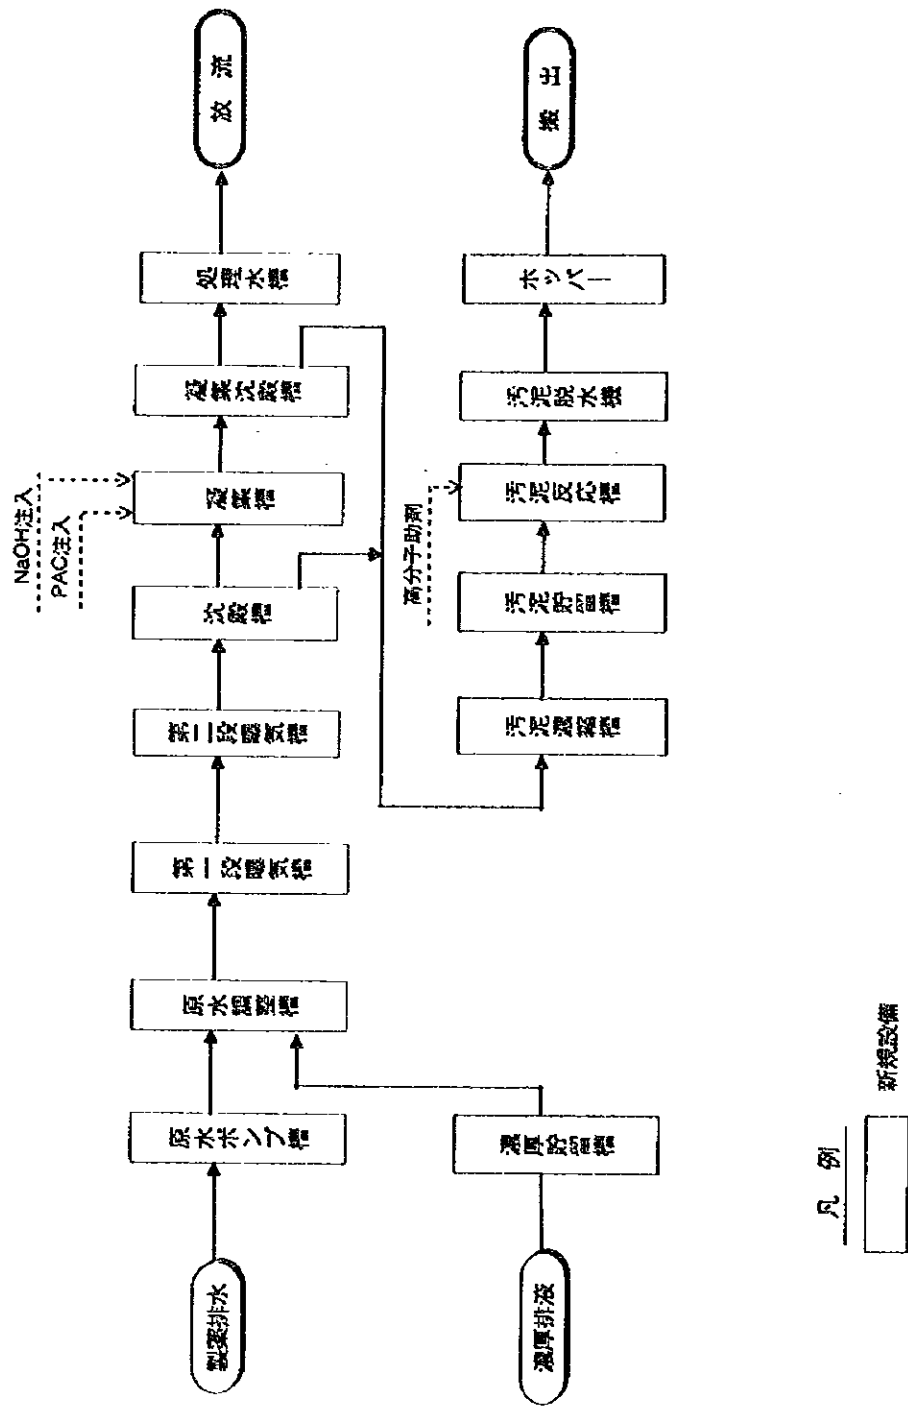 製薬排水
原水ポンプ槽
原水調整槽
第一段曝気槽
第二段曝気槽
沈殿槽
凝集槽
凝集沈殿槽
処理水槽
放流
NaOH注入
PAC注入
濃厚排液
濃厚貯留槽
汚泥濃縮槽
汚泥貯留槽
汚泥反応槽
汚泥脱水機
ホッパー
搬出
高分子助剤
凡例
新規設備